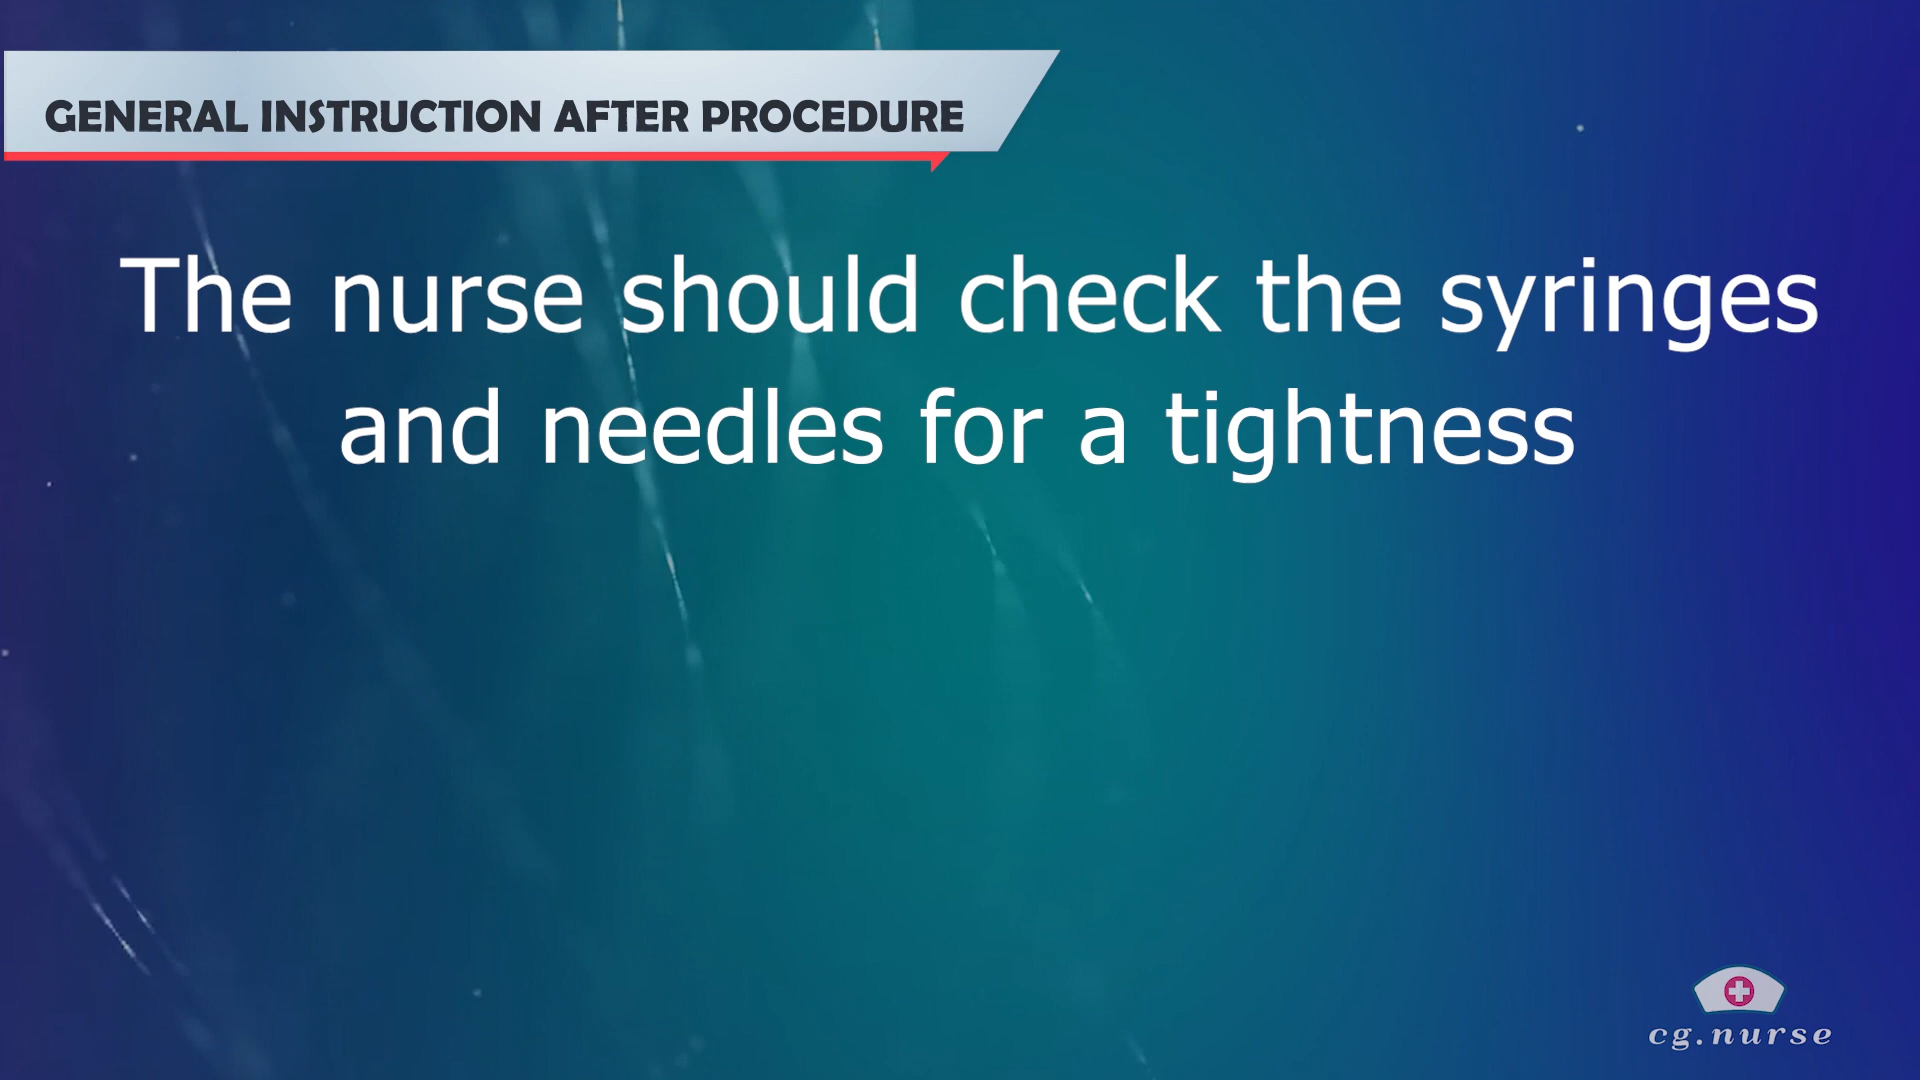 GENERAL INSTRUCTION AFTER PROCEDURE
The nurse should check the syringes
and needles for a tightness
cg.nurse